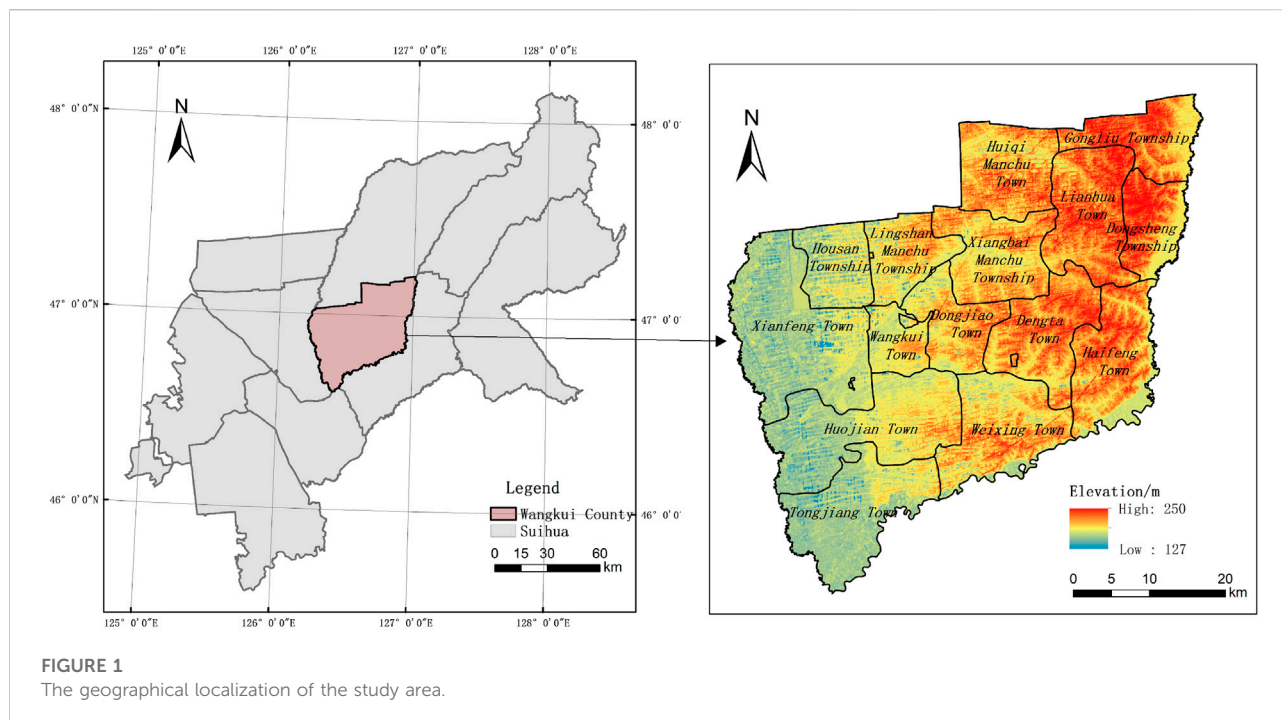 125° 0'0"E
126° 0'0"E
127° 0'0"E
128° 0'0"E
48° 0'0"N
48° 0'0'
N
47° 0'0"N
47° 0'0'
46° 0'0"N
46° 0'0'
Legend
Wangkui County
Suihua
0 15 30 60
km
125° 0'0"E
126° 0'0"E
127° 0'0"E
128° 0'0"E
N
Huiqi
Manchu
Town
Gongliu Township
Lianhua
Town
Dongsheng
Township
Housan
Township
Lingshan
Manchu
Township
Xiangbai
Manchu
Township
Xianfeng Town
Wangkui
Town
Dongjiao
Town
Dengta
Town
Haifeng
Town
Huojian Town
Weixing Town
Tongjiang Town
Elevation/m
High: 250
Low : 127
0 5 10 20
km
FIGURE 1
The geographical localization of the study area.